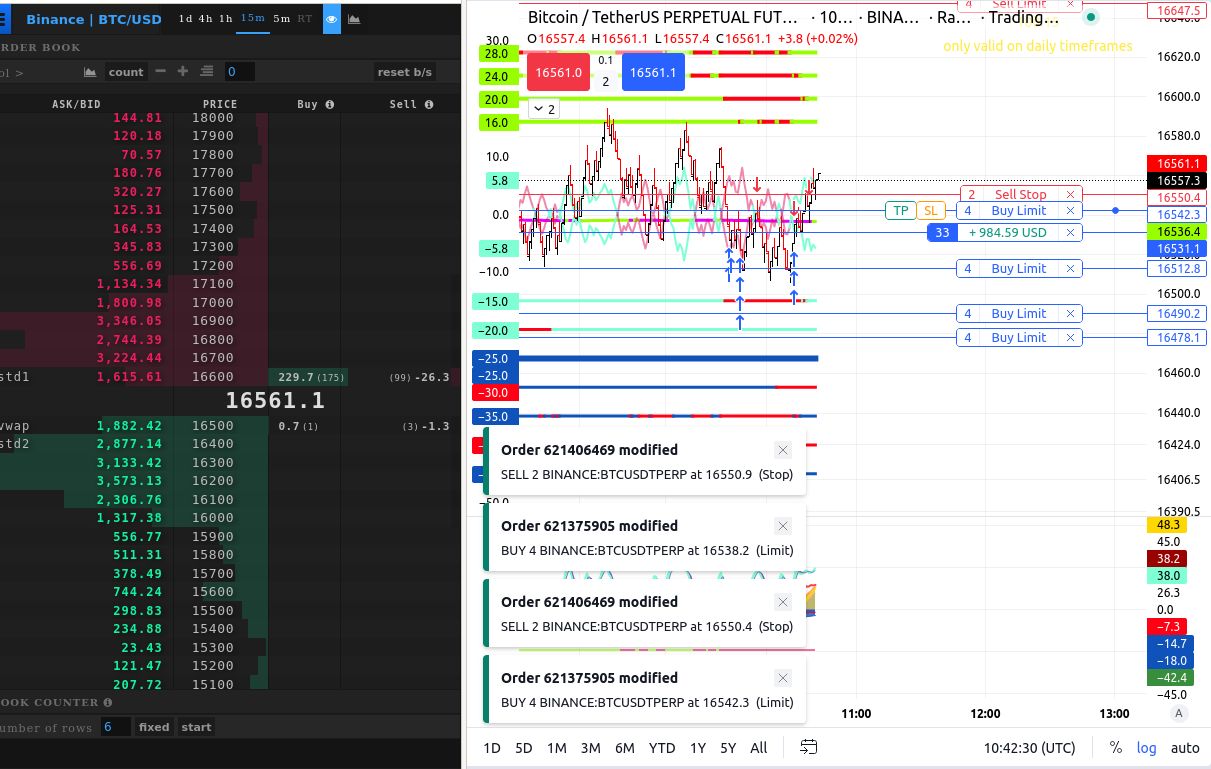 Binance | BTC/USD 1d 4h 1h 15m 5m RT
RDER BOOK
ol > count 0 reset b/s
ASK/BID PRICE Buy Sell
144.81 18000
120.18 17900
70.57 17800
180.76 17700
320.27 17600
125.31 17500
164.53 17400
345.83 17300
556.69 17200
1,134.34 17100
1,800.98 17000
3,346.05 16900
2,744.39 16800
3,224.44 16700
std1 1,615.61 16600 229.7 (175) (99) -26.3
16561.1
vwap 1,882.42 16500 0.7 (1) (3) -1.3
std2 2,877.14 16400
3,133.42 16300
3,573.13 16200
2,306.76 16100
1,317.38 16000
556.77 15900
511.31 15800
378.49 15700
744.24 15600
298.83 15500
234.88 15400
23.43 15300
121.47 15200
207.72 15100
OOK COUNTER
umber of rows 6 fixed start
Sell Limit
16647.5
Bitcoin / TetherUS PERPETUAL FUT... · 10... · BINA... · Ra... · Trading...
O16557.4 H16561.1 L16557.4 C16561.1 +3.8 (+0.02%)
only valid on daily timeframes
16561.0 0.1 2 16561.1
2
30.0
28.0
24.0
20.0
16.0
10.0
5.8
0.0
−5.8
−10.0
−15.0
−20.0
−25.0
−25.0
−30.0
−35.0
16620.0
16600.0
16580.0
16561.1
16557.3
2 Sell Stop 16550.4
TP SL 4 Buy Limit 16542.3
16536.4
33 + 984.59 USD 16531.1
4 Buy Limit 16512.8
16500.0
4 Buy Limit 16490.2
4 Buy Limit 16478.1
16460.0
16440.0
16424.0
16406.5
16390.5
Order 621406469 modified
SELL 2 BINANCE:BTCUSDTPERP at 16550.9 (Stop)
Order 621375905 modified
BUY 4 BINANCE:BTCUSDTPERP at 16538.2 (Limit)
Order 621406469 modified
SELL 2 BINANCE:BTCUSDTPERP at 16550.4 (Stop)
Order 621375905 modified
BUY 4 BINANCE:BTCUSDTPERP at 16542.3 (Limit)
48.3
45.0
38.2
38.0
26.3
0.0
−7.3
−14.7
−18.0
−42.4
−45.0
11:00 12:00 13:00 A
1D 5D 1M 3M 6M YTD 1Y 5Y All 10:42:30 (UTC) % log auto